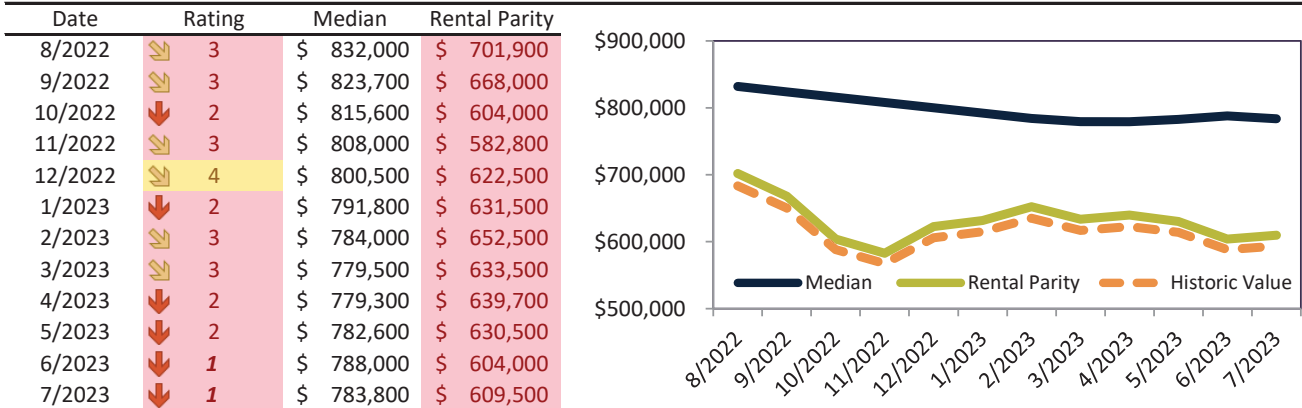 Date Rating Median Rental Parity
8/2022 3 $ 832,000 $ 701,900
9/2022 3 $ 823,700 $ 668,000
10/2022 2 $ 815,600 $ 604,000
11/2022 3 $ 808,000 $ 582,800
12/2022 4 $ 800,500 $ 622,500
1/2023 2 $ 791,800 $ 631,500
2/2023 3 $ 784,000 $ 652,500
3/2023 3 $ 779,500 $ 633,500
4/2023 2 $ 779,300 $ 639,700
5/2023 2 $ 782,600 $ 630,500
6/2023 1 $ 788,000 $ 604,000
7/2023 1 $ 783,800 $ 609,500
$900,000
$800,000
$700,000
$600,000
$500,000
Median Rental Parity Historic Value
8/2022 9/2022 10/2022 11/2022 12/2022 1/2023 2/2023 3/2023 4/2023 5/2023 6/2023 7/2023